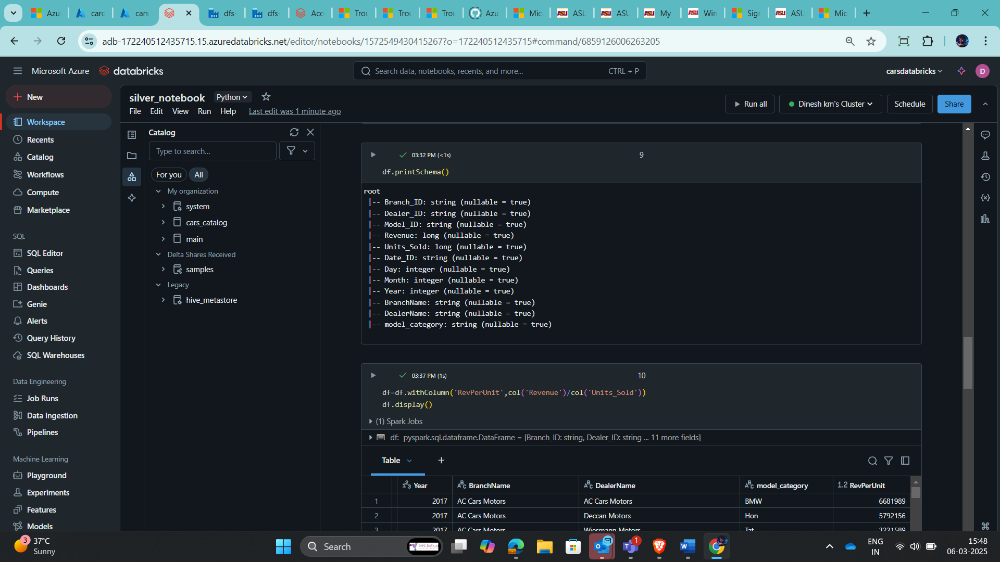 Azu
card
cars
dfs-
dfs-
Acc
Trou
Trou
Trou
Azu
Mic
ASU
ASU
My
Win
Sigr
ASU
Mic
adb-172240512435715.15.azuredatabricks.net/editor/notebooks/1572549430415267?o=172240512435715#command/6859126006263205
Microsoft Azure
databricks
Search data, notebooks, recents, and more...
CTRL + P
carsdatabricks
D
New
Workspace
Recents
Catalog
Workflows
Compute
Marketplace
SQL
SQL Editor
Queries
Dashboards
Genie
Alerts
Query History
SQL Warehouses
Data Engineering
Job Runs
Data Ingestion
Pipelines
Machine Learning
Playground
Experiments
Features
Models
silver_notebook
Python
File Edit View Run Help Last edit was 1 minute ago
Run all
Dinesh km's Cluster
Schedule
Share
Catalog
Type to search...
For you
All
My organization
system
cars_catalog
main
Delta Shares Received
samples
Legacy
hive_metastore
03:32 PM (<1s)
9
df.printSchema()
root
|-- Branch_ID: string (nullable = true)
|-- Dealer_ID: string (nullable = true)
|-- Model_ID: string (nullable = true)
|-- Revenue: long (nullable = true)
|-- Units_Sold: long (nullable = true)
|-- Date_ID: string (nullable = true)
|-- Day: integer (nullable = true)
|-- Month: integer (nullable = true)
|-- Year: integer (nullable = true)
|-- BranchName: string (nullable = true)
|-- DealerName: string (nullable = true)
|-- model_category: string (nullable = true)
03:37 PM (1s)
10
df=df.withColumn('RevPerUnit',col('Revenue')/col('Units_Sold'))
df.display()
(1) Spark Jobs
df: pyspark.sql.dataframe.DataFrame = [Branch_ID: string, Dealer_ID: string ... 11 more fields]
Table
Year BranchName DealerName model_category 1.2 RevPerUnit
1 2017 AC Cars Motors AC Cars Motors BMW 6681989
2 2017 AC Cars Motors Deccan Motors Hon 5792156
3 2017 AC Cars Motors Wiesmann Motors Tat 3221589
3
37°C
Sunny
Search
1
ENG
IN
15:48
06-03-2025